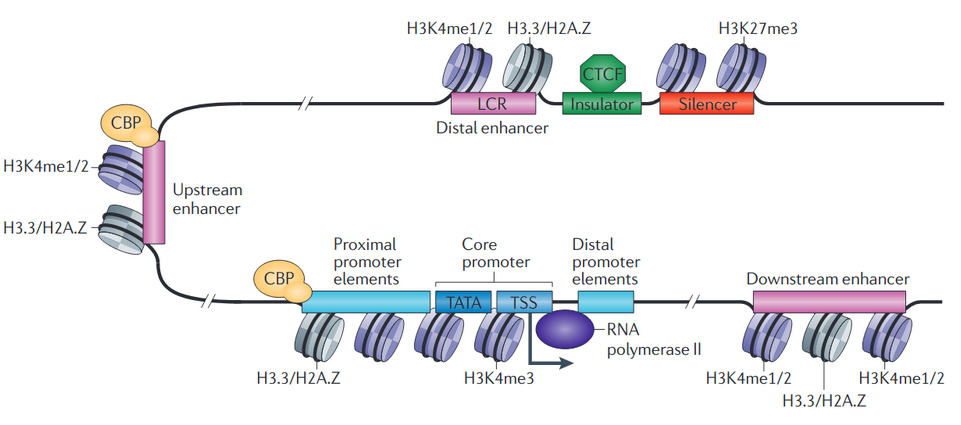 H3K4me1/2
H3.3/H2A.Z
H3K27me3
CTCF
LCR
Insulator
Silencer
Distal enhancer
CBP
H3K4me1/2
Upstream
enhancer
H3.3/H2A.Z
Proximal
promoter
elements
Core
promoter
Distal
promoter
elements
CBP
Downstream enhancer
TATA
TSS
RNA
polymerase II
H3.3/H2A.Z
H3K4me3
H3K4me1/2
H3K4me1/2
H3.3/H2A.Z